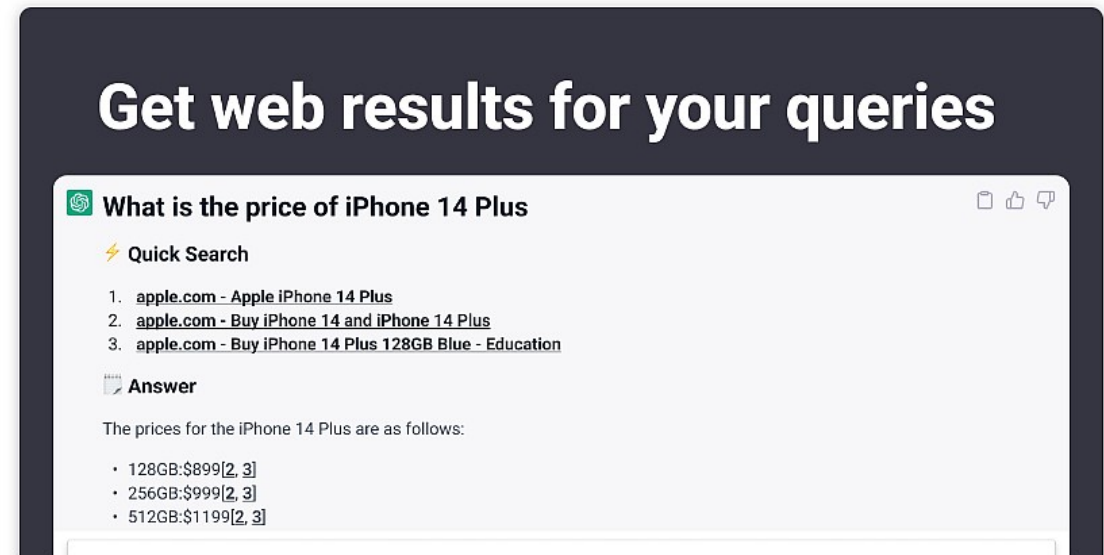 Get web results for your queries
What is the price of iPhone 14 Plus
⚡ Quick Search
1. apple.com - Apple iPhone 14 Plus
2. apple.com - Buy iPhone 14 and iPhone 14 Plus
3. apple.com - Buy iPhone 14 Plus 128GB Blue - Education
🗒️ Answer
The prices for the iPhone 14 Plus are as follows:
• 128GB:$899[2, 3]
• 256GB:$999[2, 3]
• 512GB:$1199[2, 3]